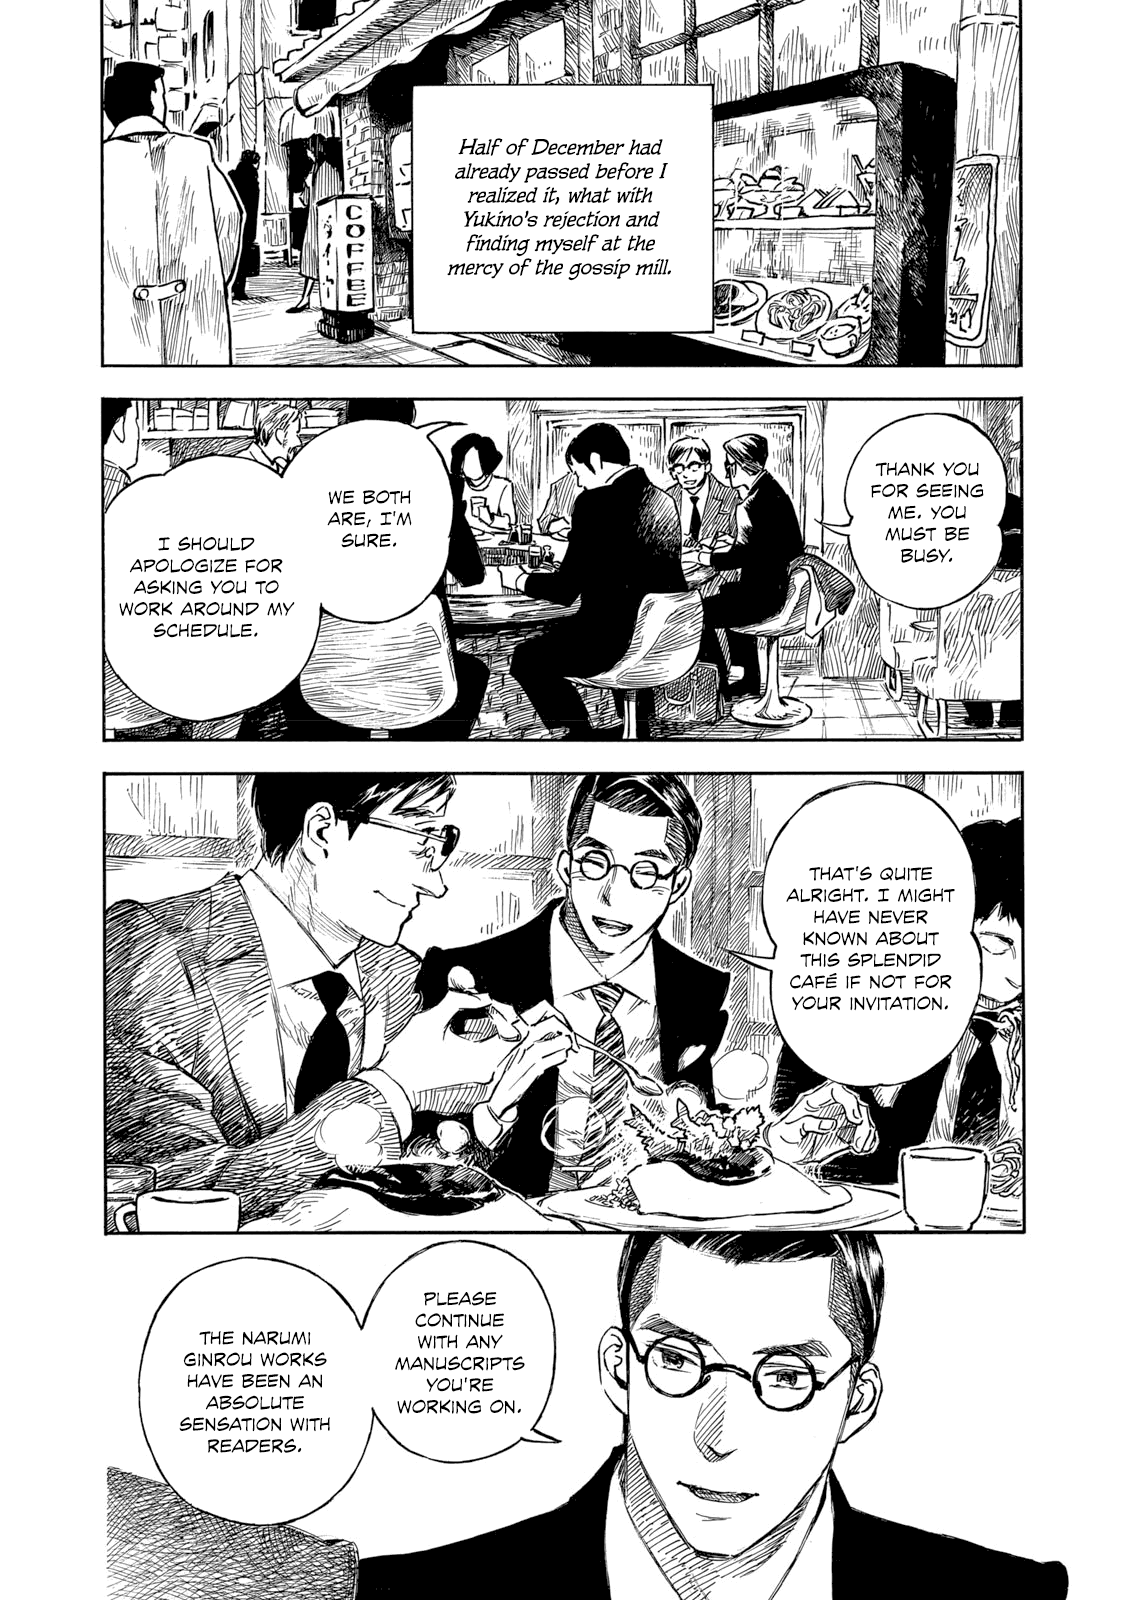 COFFEE
Half of December had
already passed before I
realized it, what with
Yukino's rejection and
finding myself at the
mercy of the gossip mill.
THANK YOU
FOR SEEING
ME. YOU
MUST BE
BUSY.
WE BOTH
ARE, I'M
SURE.
I SHOULD
APOLOGIZE FOR
ASKING YOU TO
WORK AROUND MY
SCHEDULE.
THAT'S QUITE
ALRIGHT. I MIGHT
HAVE NEVER
KNOWN ABOUT
THIS SPLENDID
CAFÉ IF NOT FOR
YOUR INVITATION.
PLEASE
CONTINUE
WITH ANY
MANUSCRIPTS
YOU'RE
WORKING ON.
THE NARUMI
GINROU WORKS
HAVE BEEN AN
ABSOLUTE
SENSATION WITH
READERS.